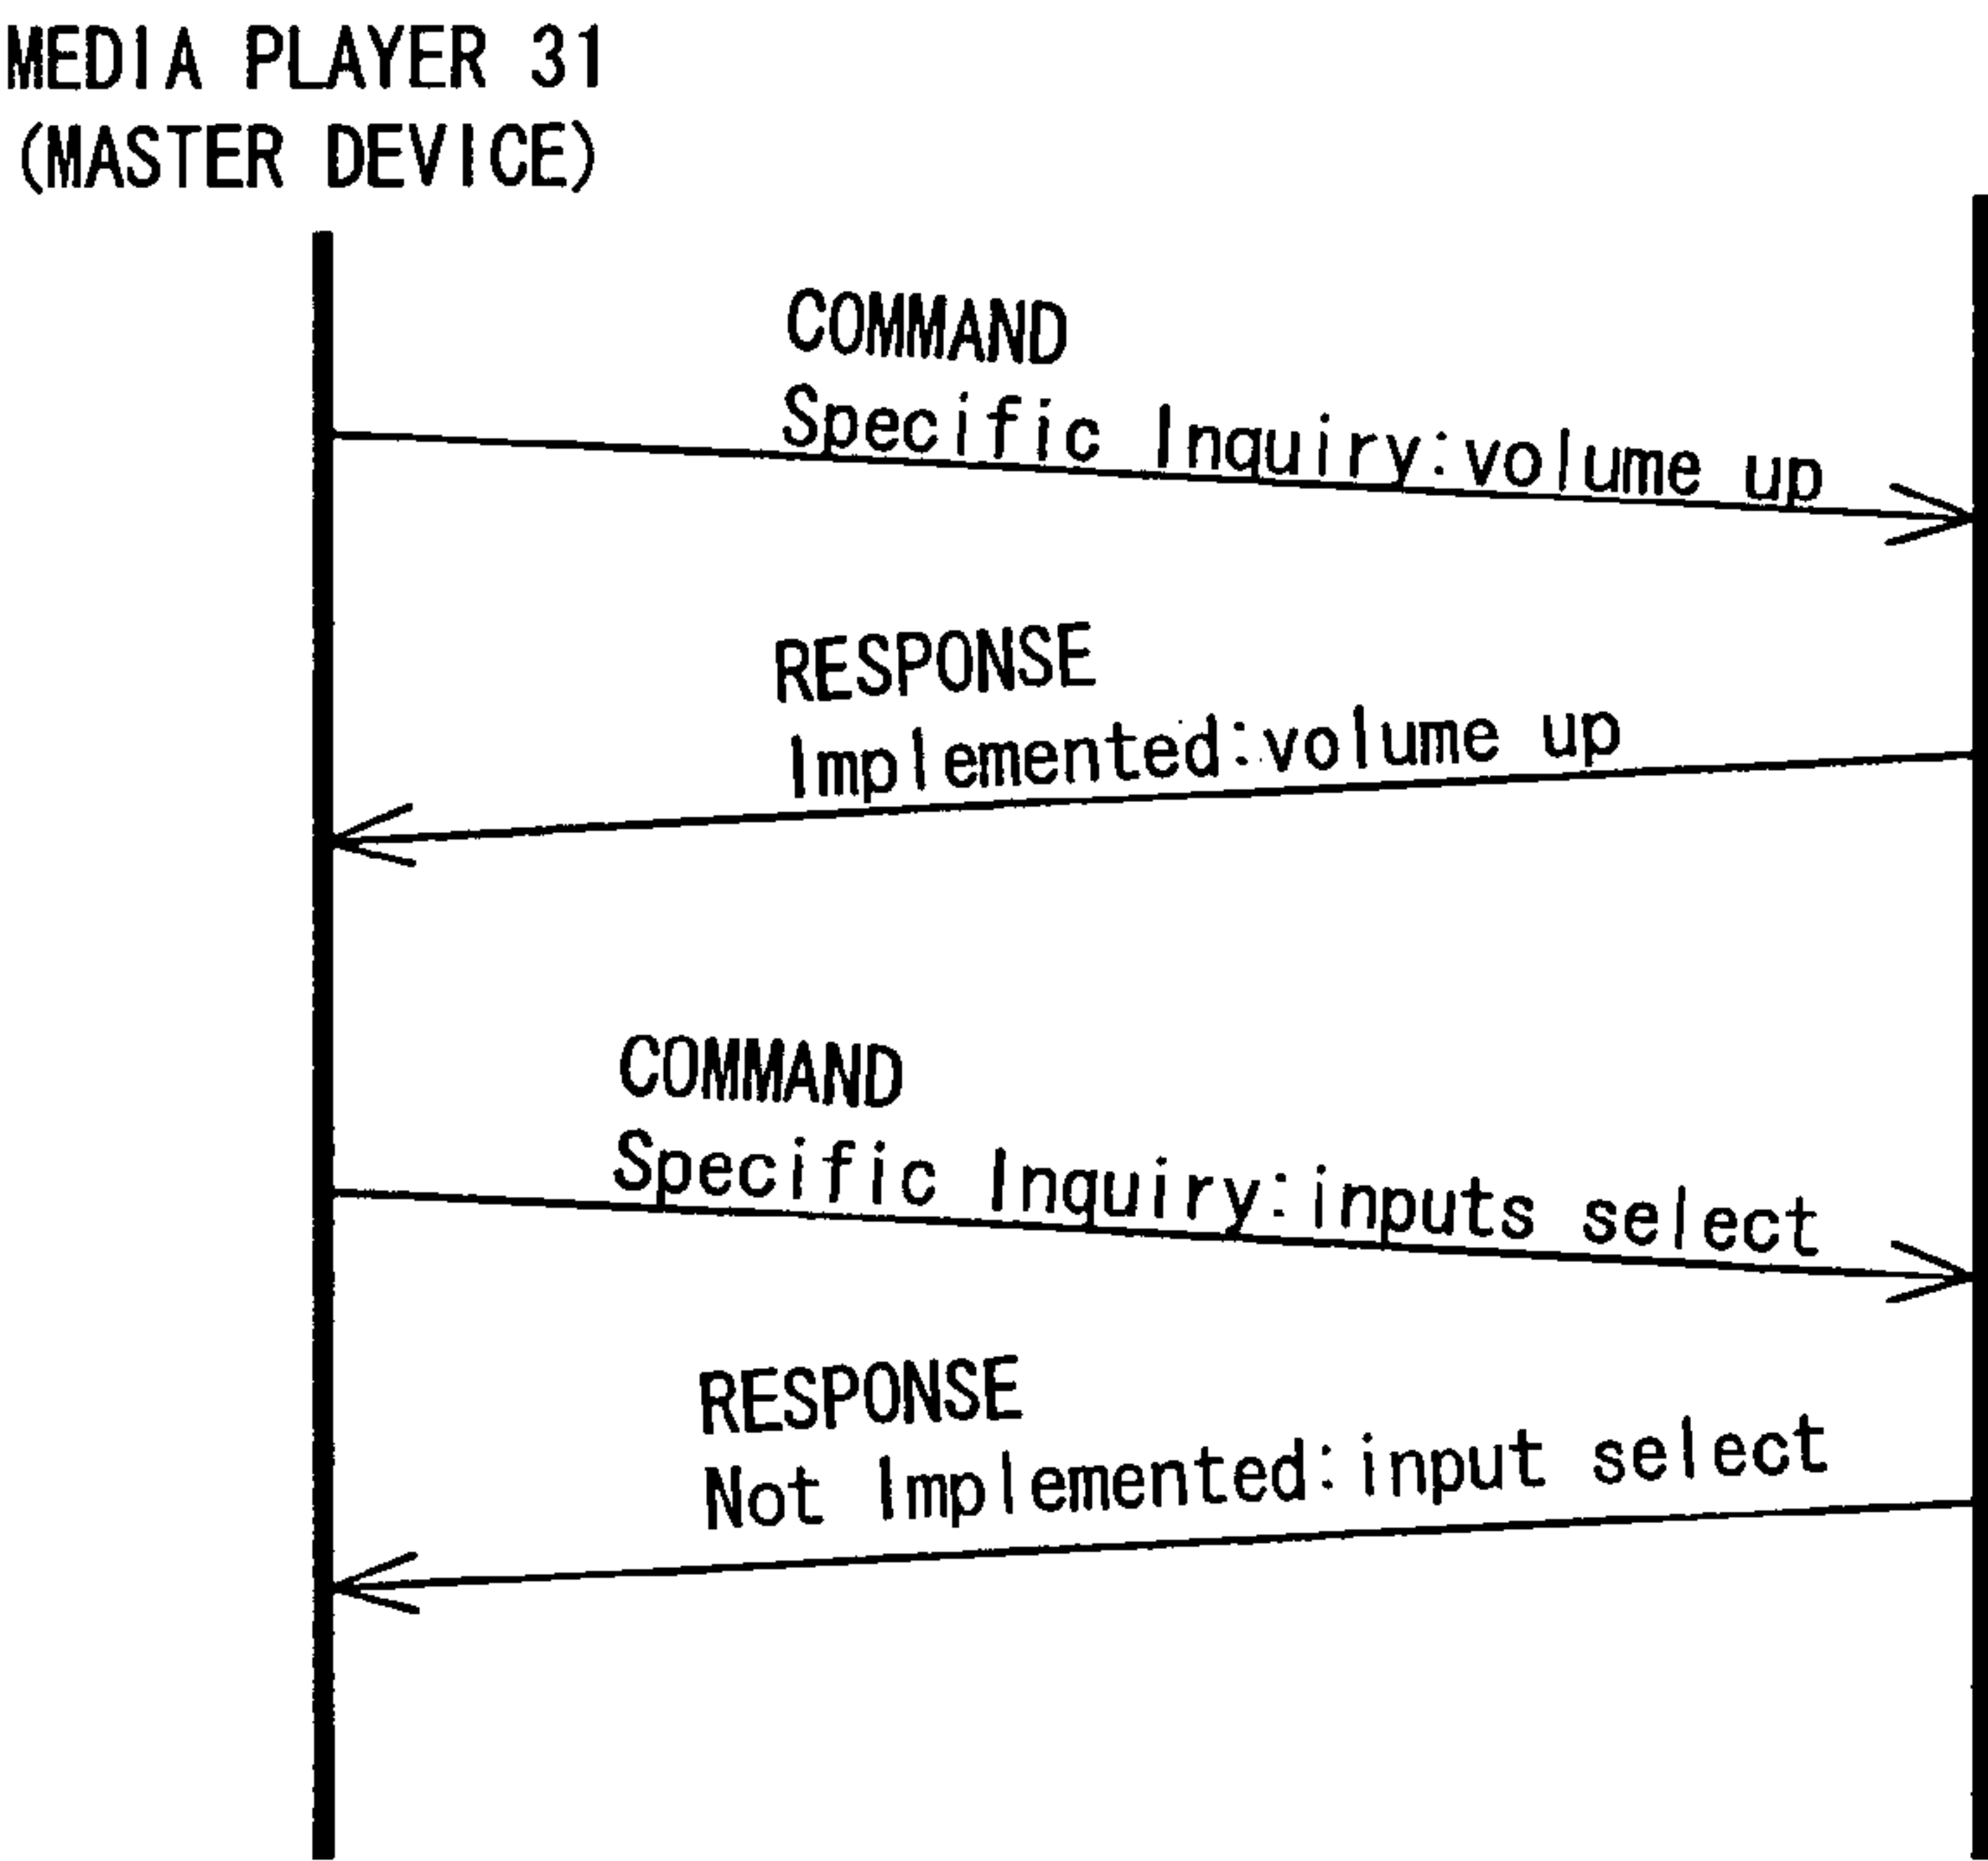 MEDIA PLAYER 31
(MASTER DEVICE)
COMMAND
Specific Inquiry:volume up
RESPONSE
Implemented:volume up
COMMAND
Specific Inquiry:inputs select
RESPONSE
Not Implemented:input select